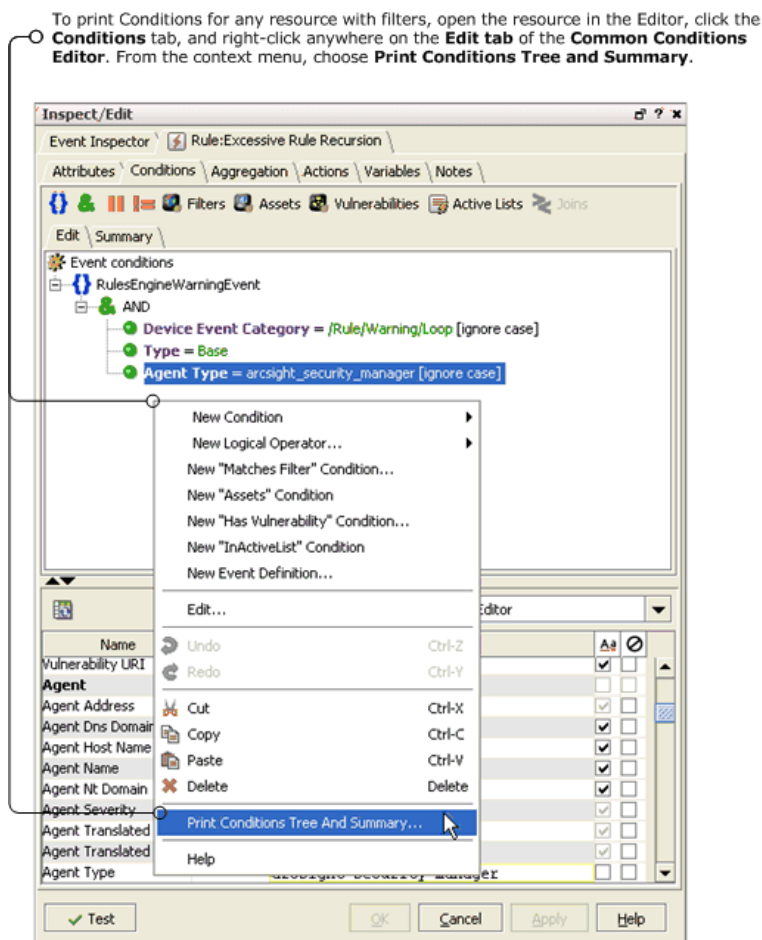 To print Conditions for any resource with filters, open the resource in the Editor, click the
Conditions tab, and right-click anywhere on the Edit tab of the Common Conditions
Editor. From the context menu, choose Print Conditions Tree and Summary.
Inspect/Edit
Event Inspector Rule:Excessive Rule Recursion
Attributes Conditions Aggregation Actions Variables Notes
Filters Assets Vulnerabilities Active Lists Joins
Edit Summary
Event conditions
RulesEngineWarningEvent
AND
Device Event Category = /Rule/Warning/Loop [ignore case]
Type = Base
Agent Type = arcsight_security_manager [ignore case]
New Condition
New Logical Operator...
New "Matches Filter" Condition...
New "Assets" Condition
New "Has Vulnerability" Condition...
New "InActiveList" Condition
New Event Definition...
Edit...
Undo Ctrl-Z
Redo Ctrl-Y
Cut Ctrl-X
Copy Ctrl-C
Paste Ctrl-V
Delete Delete
Print Conditions Tree And Summary...
Help
Editor
Name Aa
Vulnerability URI
Agent
Agent Address
Agent Dns Domain
Agent Host Name
Agent Name
Agent Nt Domain
Agent Severity
Agent Translated
Agent Translated
Agent Type
Test OK Cancel Apply Help